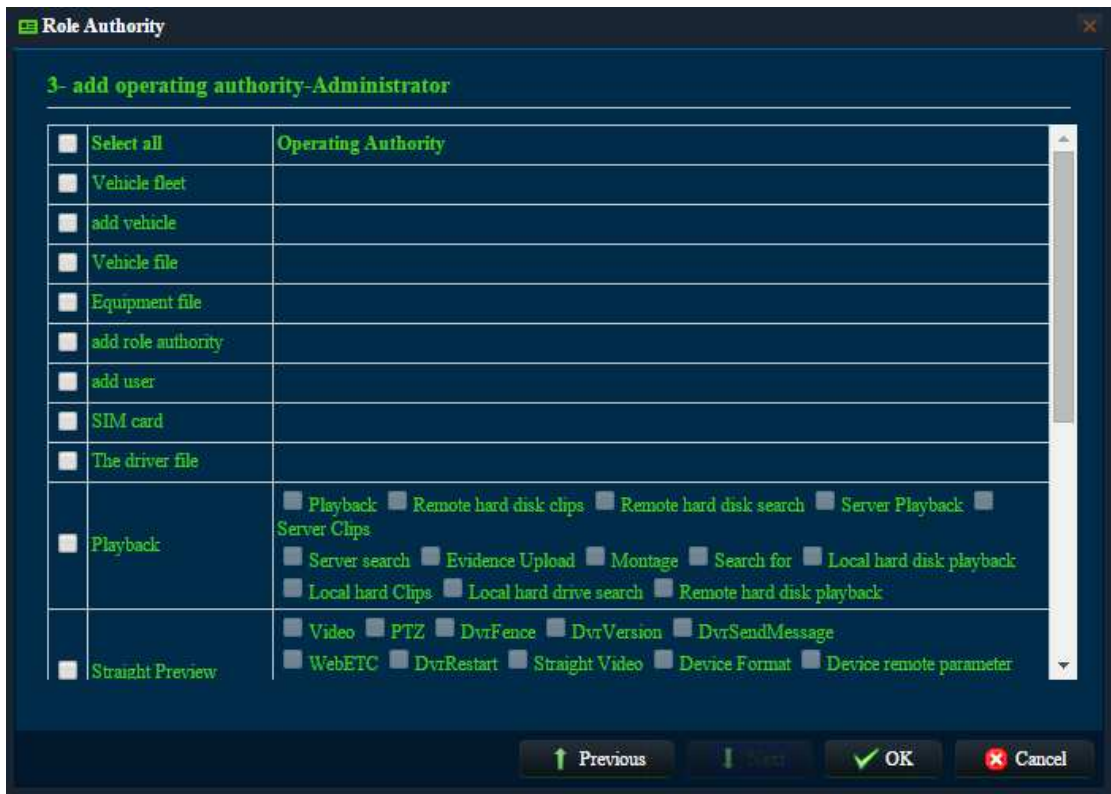 Role Authority
3- add operating authority-Administrator
Select all Operating Authority
Vehicle fleet
add vehicle
Vehicle file
Equipment file
add role authority
add user
SIM card
The driver file
Playback Remote hard disk clips Remote hard disk search Server Playback
Server Clips
Playback
Server search Evidence Upload Montage Search for Local hard disk playback
Local hard Clips Local hard drive search Remote hard disk playback
Video PTZ DvrFence DvrVersion DvrSendMessage
WebETC DvrRestart Straight Video Device Format Device remote parameter
Straight Preview
Previous Next OK Cancel